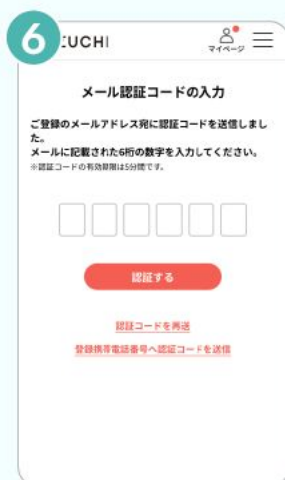 6
UCHI
マイページ
メール認証コードの入力
ご登録のメールアドレス宛に認証コードを送信しまし
た。
メールに記載された6桁の数字を入力してください。
※認証コードの有効期限は5分間です。
認証する
認証コードを再送
登録携帯電話番号へ認証コードを送信